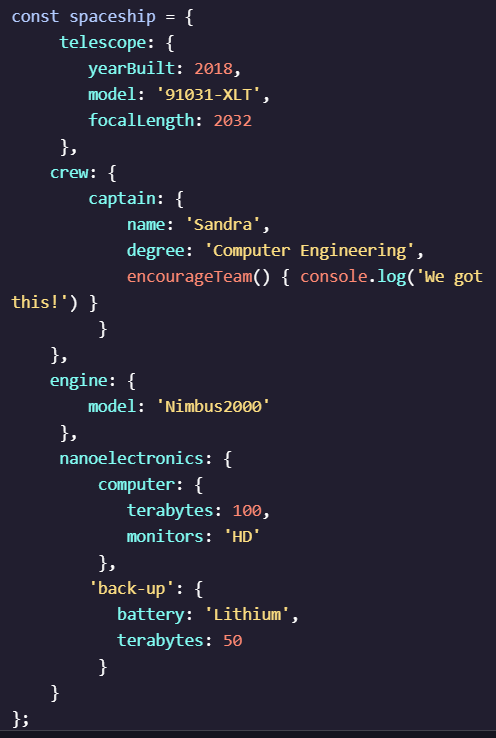 const spaceship = {
     telescope: {
        yearBuilt: 2018,
        model: '91031-XLT',
        focalLength: 2032
     },
    crew: {
        captain: {
            name: 'Sandra',
            degree: 'Computer Engineering',
            encourageTeam() { console.log('We got
this!') }
         }
    },
    engine: {
        model: 'Nimbus2000'
     },
     nanoelectronics: {
         computer: {
            terabytes: 100,
            monitors: 'HD'
         },
        'back-up': {
           battery: 'Lithium',
           terabytes: 50
         }
    }
};